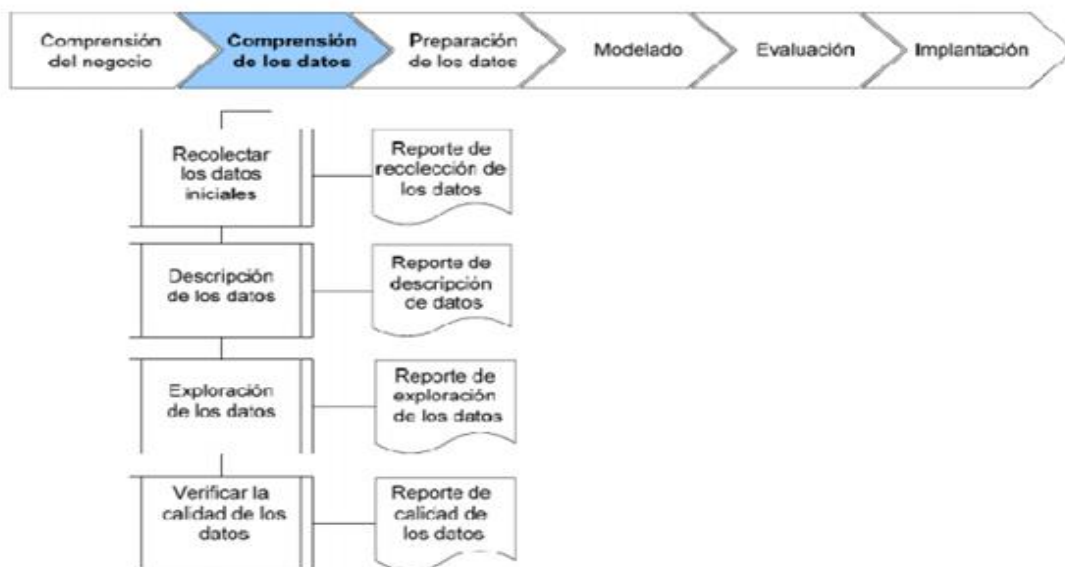 Comprensión
del negocio
Comprensión
de los datos
Preparación
de los datos
Modelado
Evaluación
Implantación
Recolectar
los datos
iniciales
Reporte de
recolección de
los datos
Descripción
de los datos
Reporte de
descripción
de datos
Exploración
de los datos
Reporte de
exploración
de los datos
Verificar la
calidad de los
datos
Reporte de
calidad de
los datos